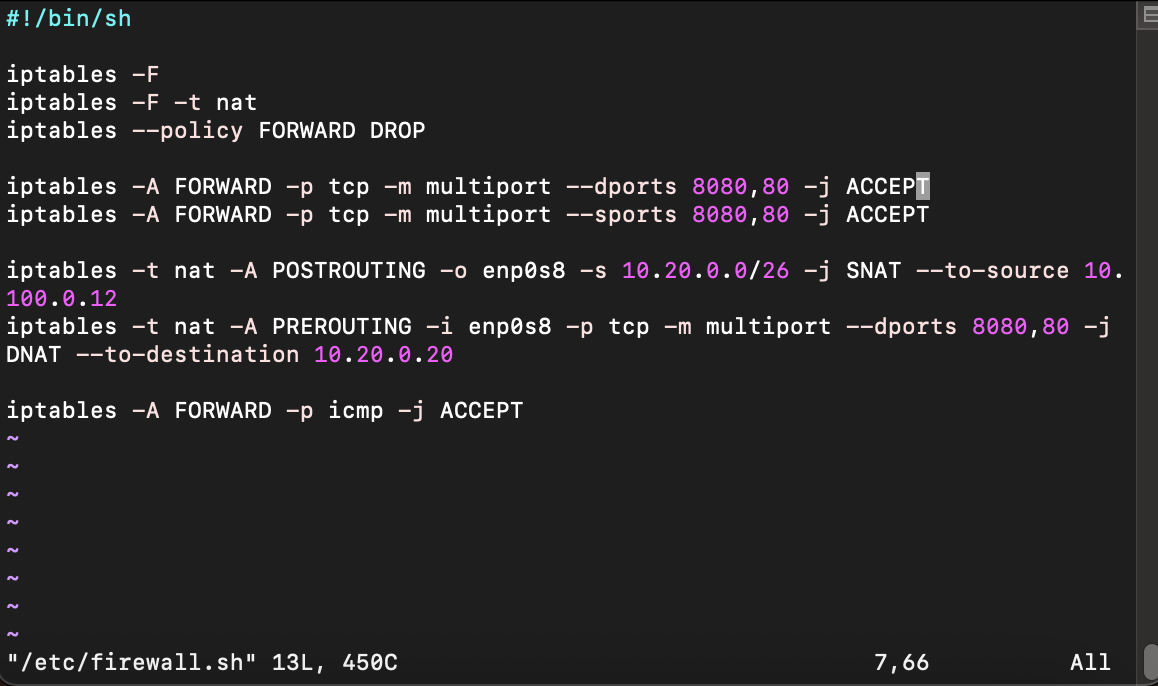 #!/bin/sh
iptables -F
iptables -F -t nat
iptables --policy FORWARD DROP
iptables -A FORWARD -p tcp -m multiport --dports 8080,80 -j ACCEPT
iptables -A FORWARD -p tcp -m multiport --sports 8080,80 -j ACCEPT
iptables -t nat -A POSTROUTING -o enp0s8 -s 10.20.0.0/26 -j SNAT --to-source 10.
100.0.12
iptables -t nat -A PREROUTING -i enp0s8 -p tcp -m multiport --dports 8080,80 -j
DNAT --to-destination 10.20.0.20
iptables -A FORWARD -p icmp -j ACCEPT
~
~
~
~
~
~
~
~
"/etc/firewall.sh" 13L, 450C 7,66 All